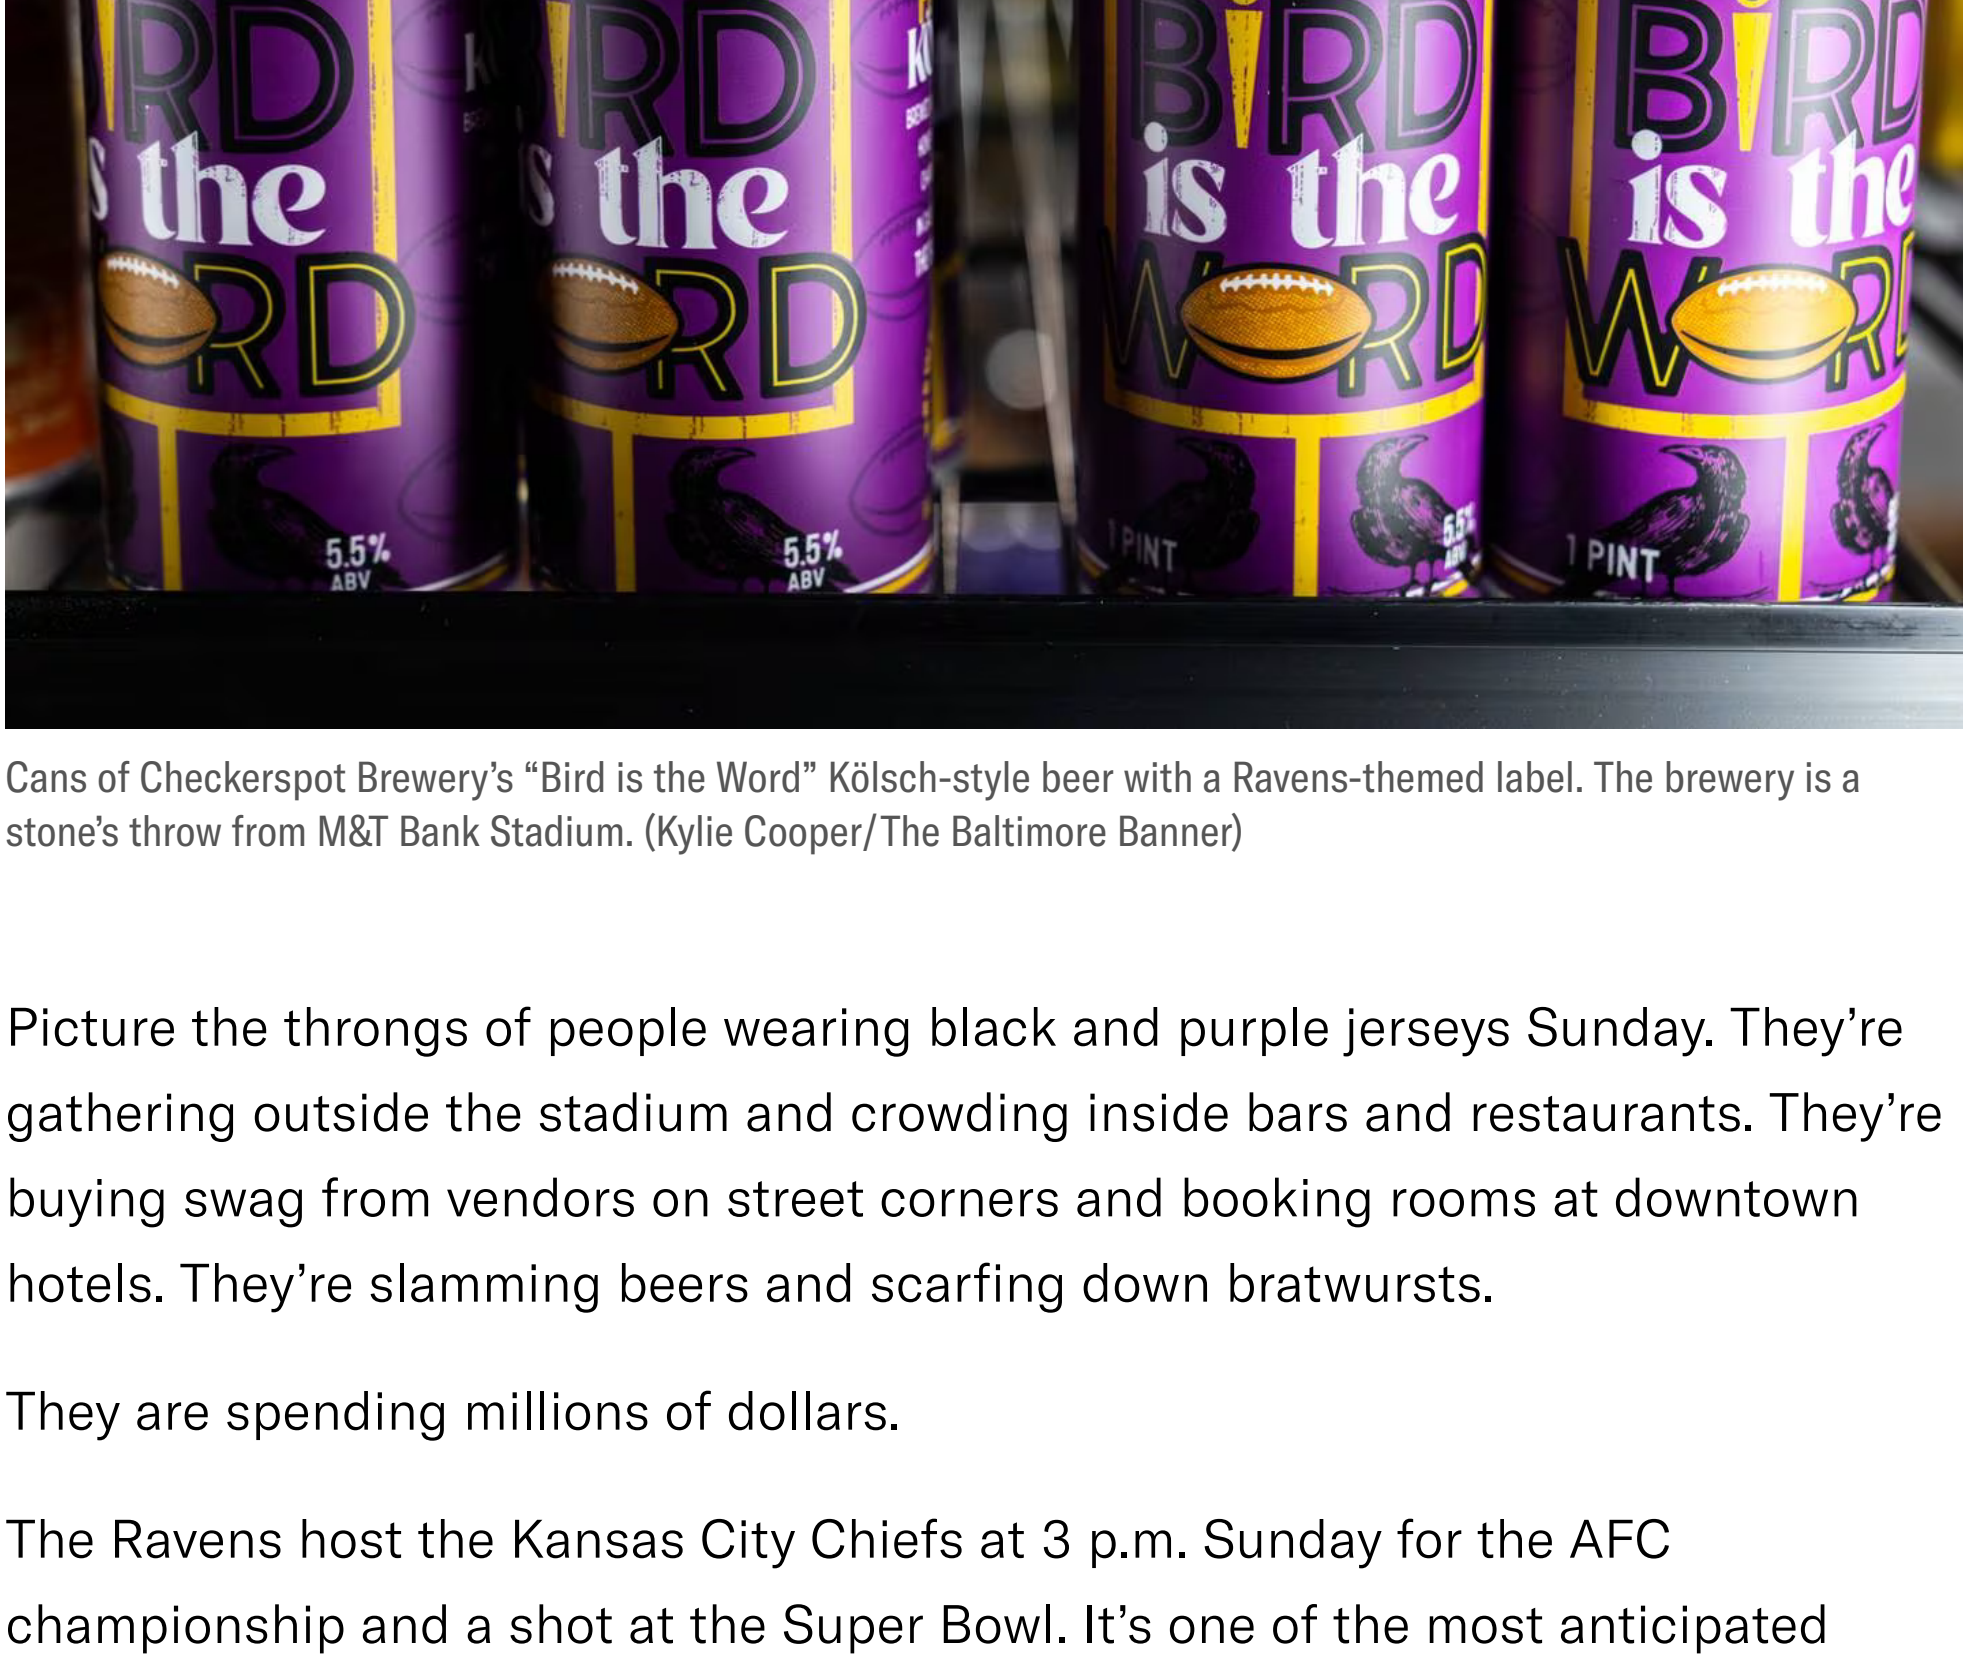 BiRD BiRD
RD RD
is the is the
the the
WORD WORD
RD RD
5.5%
ABV
5.5%
ABV
1 PINT
5.5%
ABV
1 PINT
Cans of Checkerspot Brewery’s “Bird is the Word” Kölsch-style beer with a Ravens-themed label. The brewery is a
stone’s throw from M&T Bank Stadium. (Kylie Cooper/The Baltimore Banner)
Picture the throngs of people wearing black and purple jerseys Sunday. They’re
gathering outside the stadium and crowding inside bars and restaurants. They’re
buying swag from vendors on street corners and booking rooms at downtown
hotels. They’re slamming beers and scarfing down bratwursts.
They are spending millions of dollars.
The Ravens host the Kansas City Chiefs at 3 p.m. Sunday for the AFC
championship and a shot at the Super Bowl. It’s one of the most anticipated